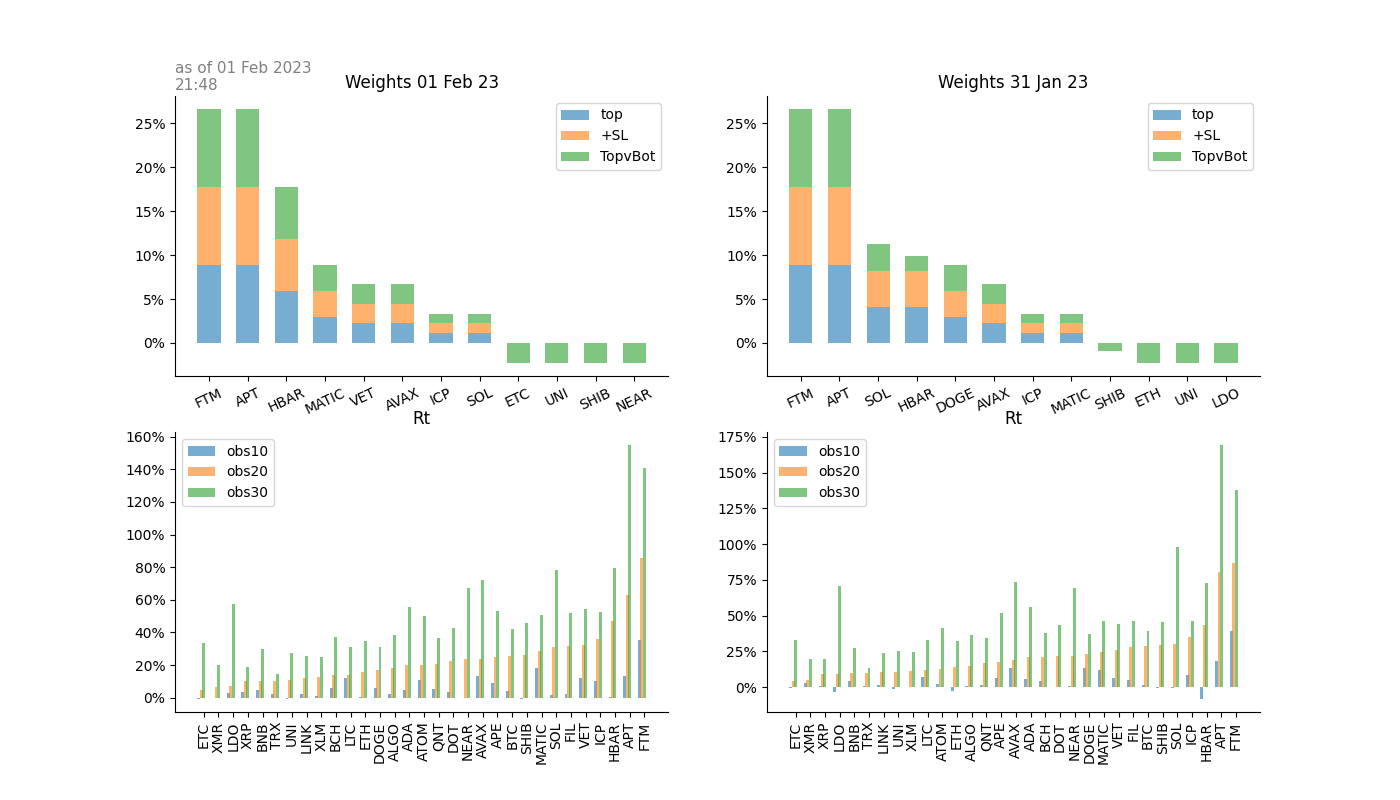 as of 01 Feb 2023
21:48
Weights 01 Feb 23
25%
20%
15%
10%
5%
0%
top
+SL
TopvBot
FTM APT HBAR MATIC VET AVAX ICP SOL ETC UNI SHIB NEAR
Weights 31 Jan 23
25%
20%
15%
10%
5%
0%
top
+SL
TopvBot
FTM APT SOL HBAR DOGE AVAX ICP MATIC SHIB ETH UNI LDO
Rt
160%
140%
120%
100%
80%
60%
40%
20%
0%
obs10
obs20
obs30
ETC XMR LDO XRP BNB TRX UNI LINK XLM BCH LTC ETH DOGE ALGO ADA ATOM QNT DOT NEAR AVAX APE BTC SHIB MATIC SOL FIL VET ICP HBAR APT FTM
Rt
175%
150%
125%
100%
75%
50%
25%
0%
obs10
obs20
obs30
ETC XMR XRP LDO BNB TRX LINK UNI XLM LTC ATOM ETH ALGO QNT APE AVAX ADA BCH DOT NEAR DOGE MATIC VET FIL BTC SHIB SOL ICP HBAR APT FTM